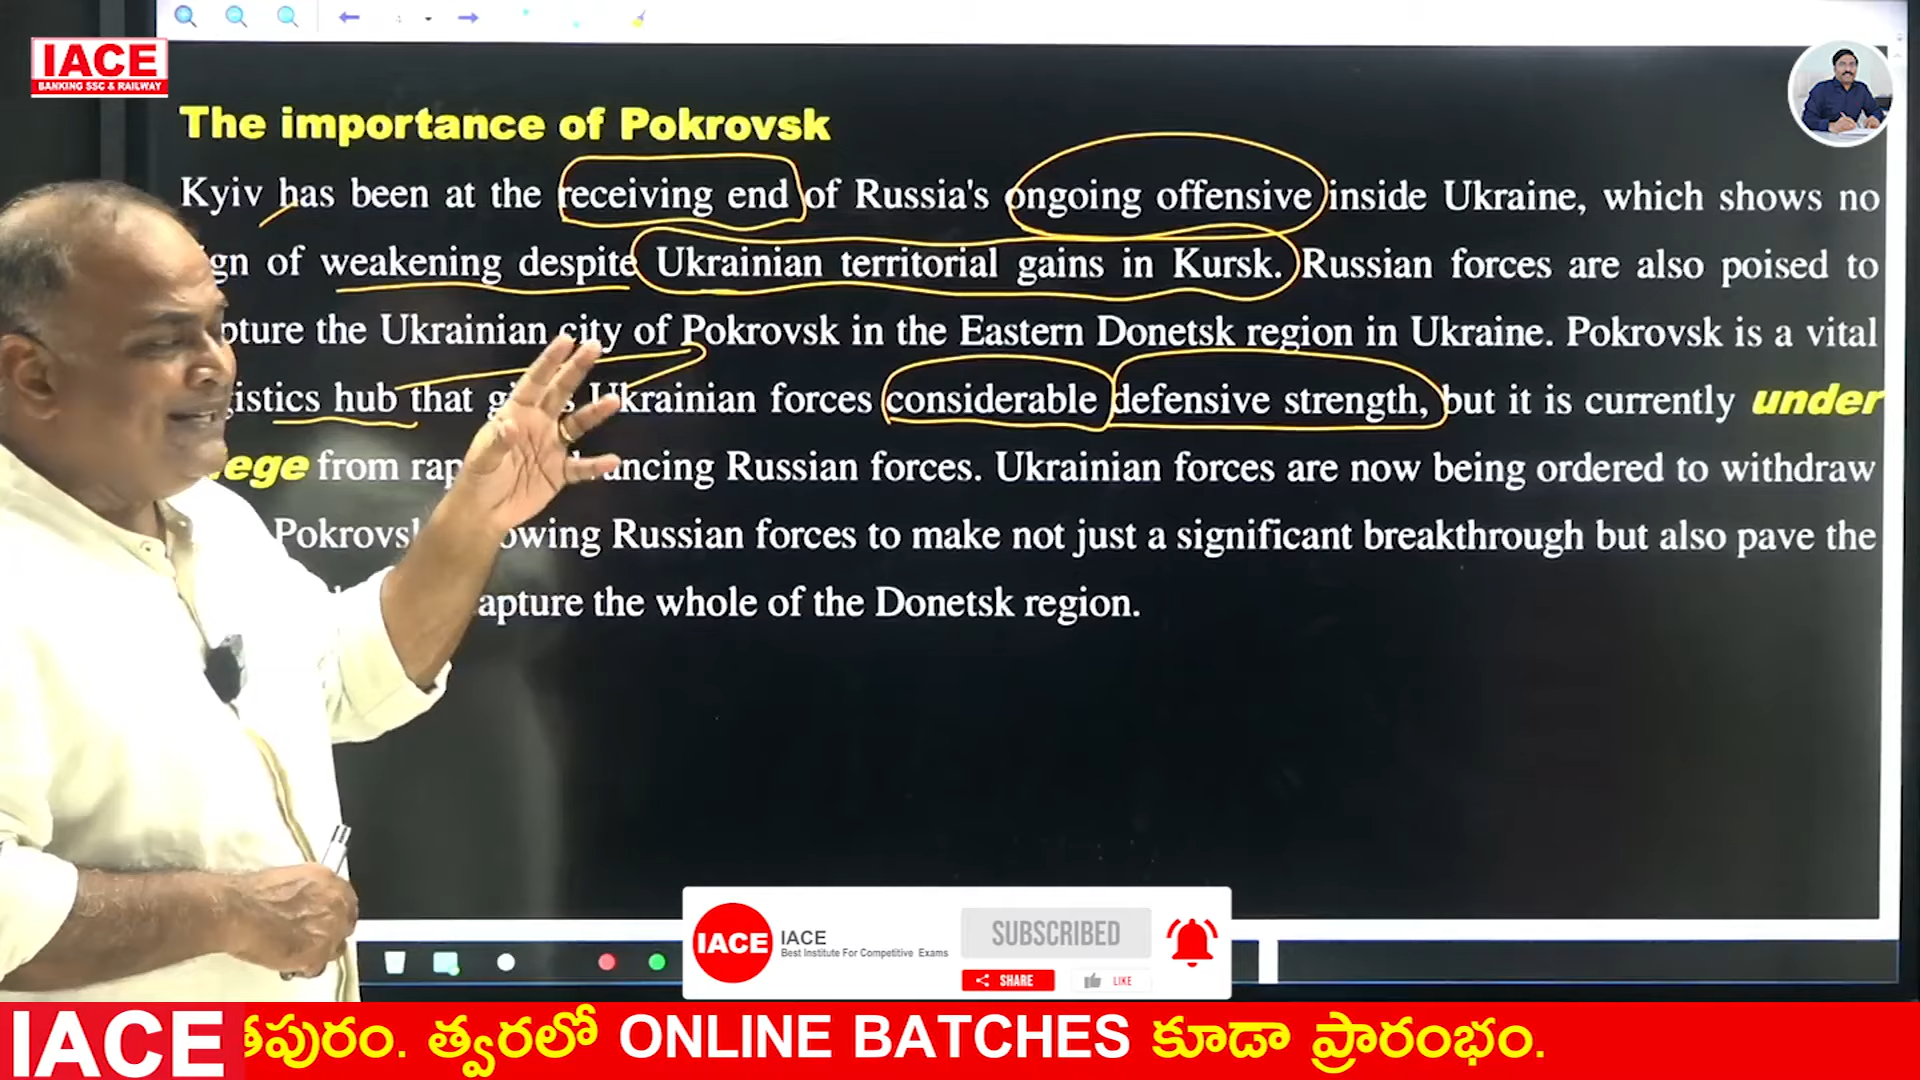 IACE
BANKING SSC & RAILWAY
The importance of Pokrovsk
Kyiv has been at the receiving end of Russia's ongoing offensive inside Ukraine, which shows no
gn of weakening despite Ukrainian territorial gains in Kursk. Russian forces are also poised to
pture the Ukrainian city of Pokrovsk in the Eastern Donetsk region in Ukraine. Pokrovsk is a vital
gistics hub that Ukrainian forces considerable defensive strength, but it is currently under
ege from rap ancing Russian forces. Ukrainian forces are now being ordered to withdraw
Pokrovs owing Russian forces to make not just a significant breakthrough but also pave the
apture the whole of the Donetsk region.
IACE
IACE
Best Institute For Competitive Exams
SUBSCRIBED
SHARE
LIKE
IACE తపురం. త్వరలో ONLINE BATCHES కూడా ప్రారంభం.